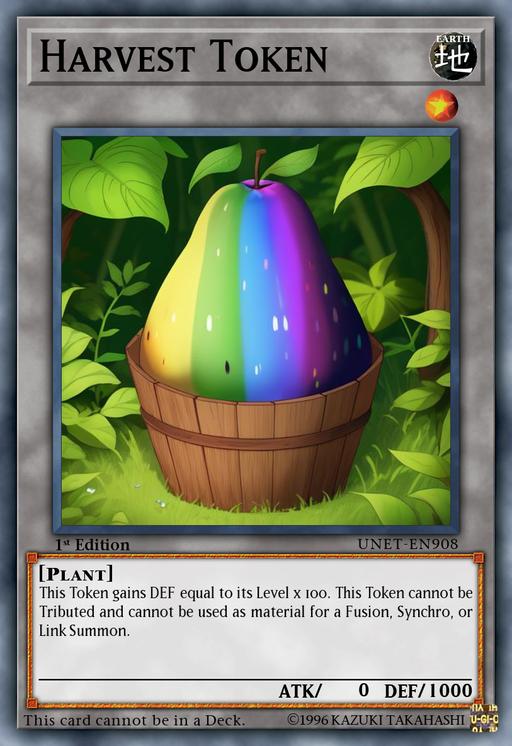 HARVEST TOKEN
EARTH
地
1st Edition
UNET-EN908
[PLANT]
This Token gains DEF equal to its Level x 100. This Token cannot be
Tributed and cannot be used as material for a Fusion, Synchro, or
Link Summon.
ATK/ 0 DEF/1000
This card cannot be in a Deck.
©1996 KAZUKI TAKAHASHI